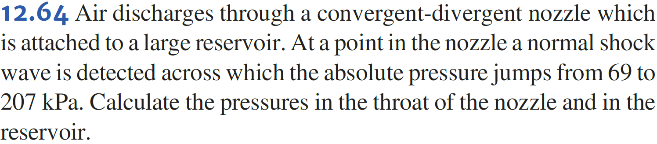 12.64 Air discharges through a convergent-divergent nozzle which
is attached to a large reservoir. At a point in the nozzle a normal shock
wave is detected across which the absolute pressure jumps from 69 to
207 kPa. Calculate the pressures in the throat of the nozzle and in the
reservoir.